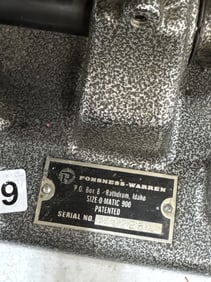 PONSNESS-WARREN
P.O. Box 8 - Rathdrum, Idaho
SIZE-O-MATIC 900
PATENTED
SERIAL NO.
9